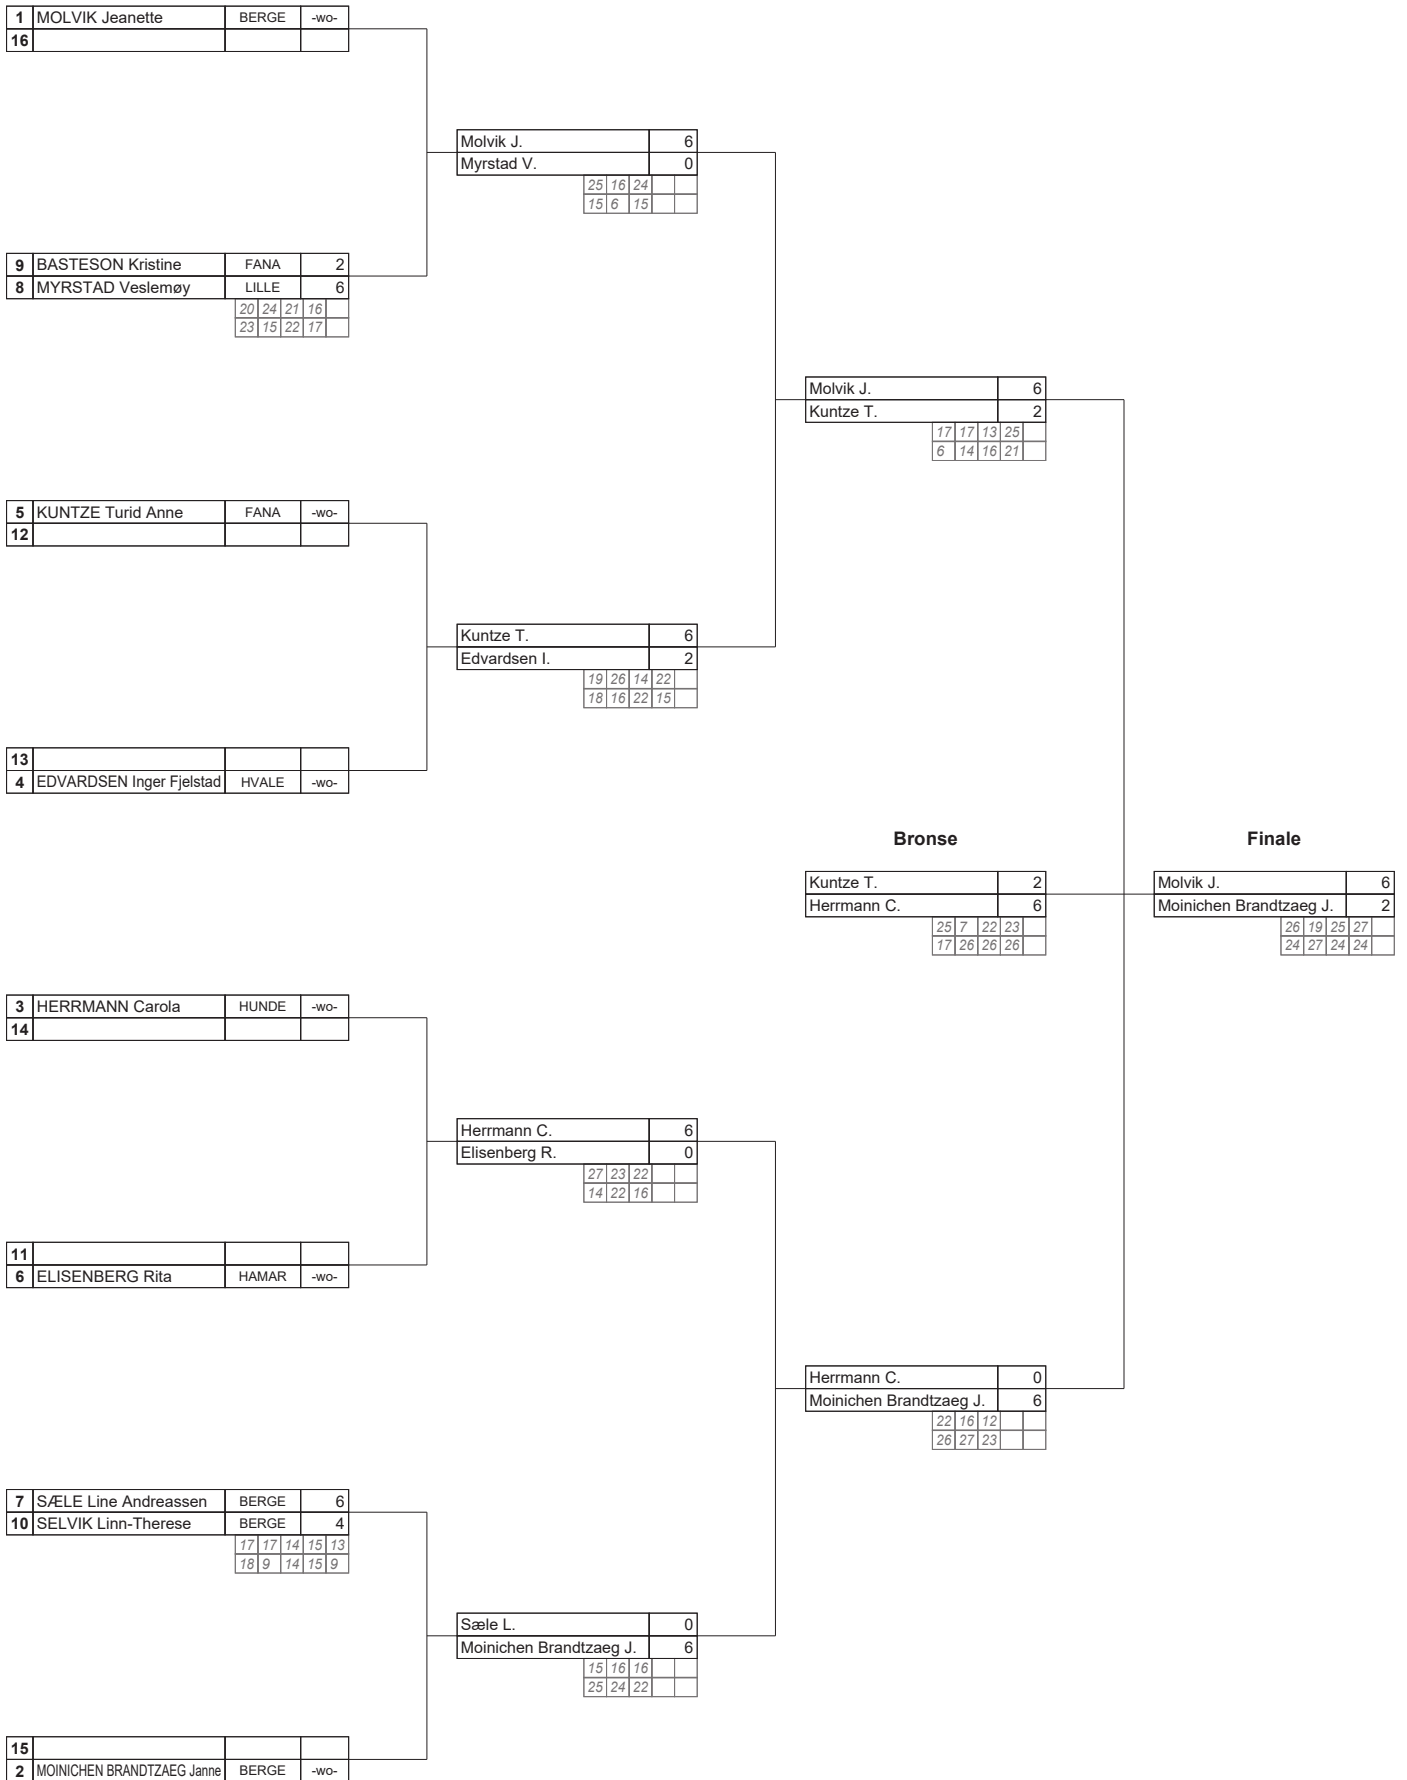 1 MOLVIK Jeanette BERGE -wo-
16
Molvik J. 6
Myrstad V. 0
25 16 24
15 6 15
9 BASTESON Kristine FANA 2
8 MYRSTAD Veslemøy LILLE 6
20 24 21 16
23 15 22 17
Molvik J. 6
Kuntze T. 2
17 17 13 25
6 14 16 21
5 KUNTZE Turid Anne FANA -wo-
12
Kuntze T. 6
Edvardsen I. 2
19 26 14 22
18 16 22 15
13
4 EDVARDSEN Inger Fjelstad HVALE -wo-
Bronse Finale
Kuntze T. 2
Herrmann C. 6
25 7 22 23
17 26 26 26
Molvik J. 6
Moinichen Brandtzaeg J. 2
26 19 25 27
24 27 24 24
3 HERRMANN Carola HUNDE -wo-
14
Herrmann C. 6
Elisenberg R. 0
27 23 22
14 22 16
11
6 ELISENBERG Rita HAMAR -wo-
Herrmann C. 0
Moinichen Brandtzaeg J. 6
22 16 12
26 27 23
7 SÆLE Line Andreassen BERGE 6
10 SELVIK Linn-Therese BERGE 4
17 17 14 15 13
18 9 14 15 9
Sæle L. 0
Moinichen Brandtzaeg J. 6
15 16 16
25 24 22
15
2 MOINICHEN BRANDTZAEG Janne BERGE -wo-